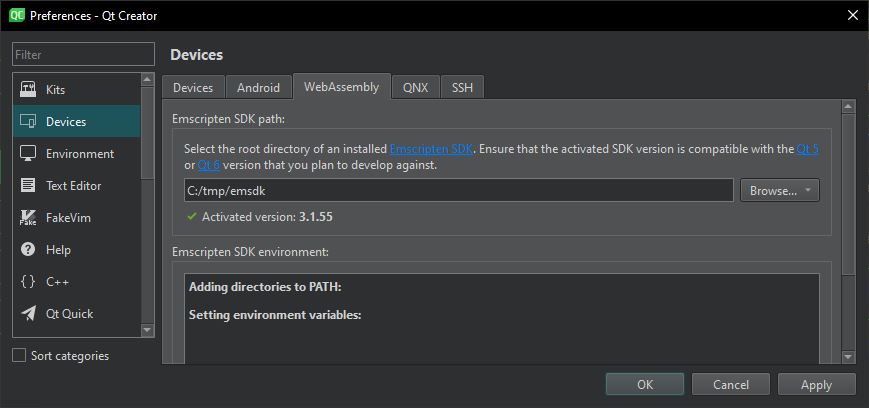 QC Preferences - Qt Creator
Filter
Devices
Kits
Devices
Environment
Text Editor
Fake FakeVim
Help
{} C++
Qt Quick
Sort categories
Devices Android WebAssembly QNX SSH
Emscripten SDK path:
Select the root directory of an installed Emscripten SDK. Ensure that the activated SDK version is compatible with the Qt 5
or Qt 6 version that you plan to develop against.
C:/tmp/emsdk Browse...
Activated version: 3.1.55
Emscripten SDK environment:
Adding directories to PATH:
Setting environment variables:
OK Cancel Apply